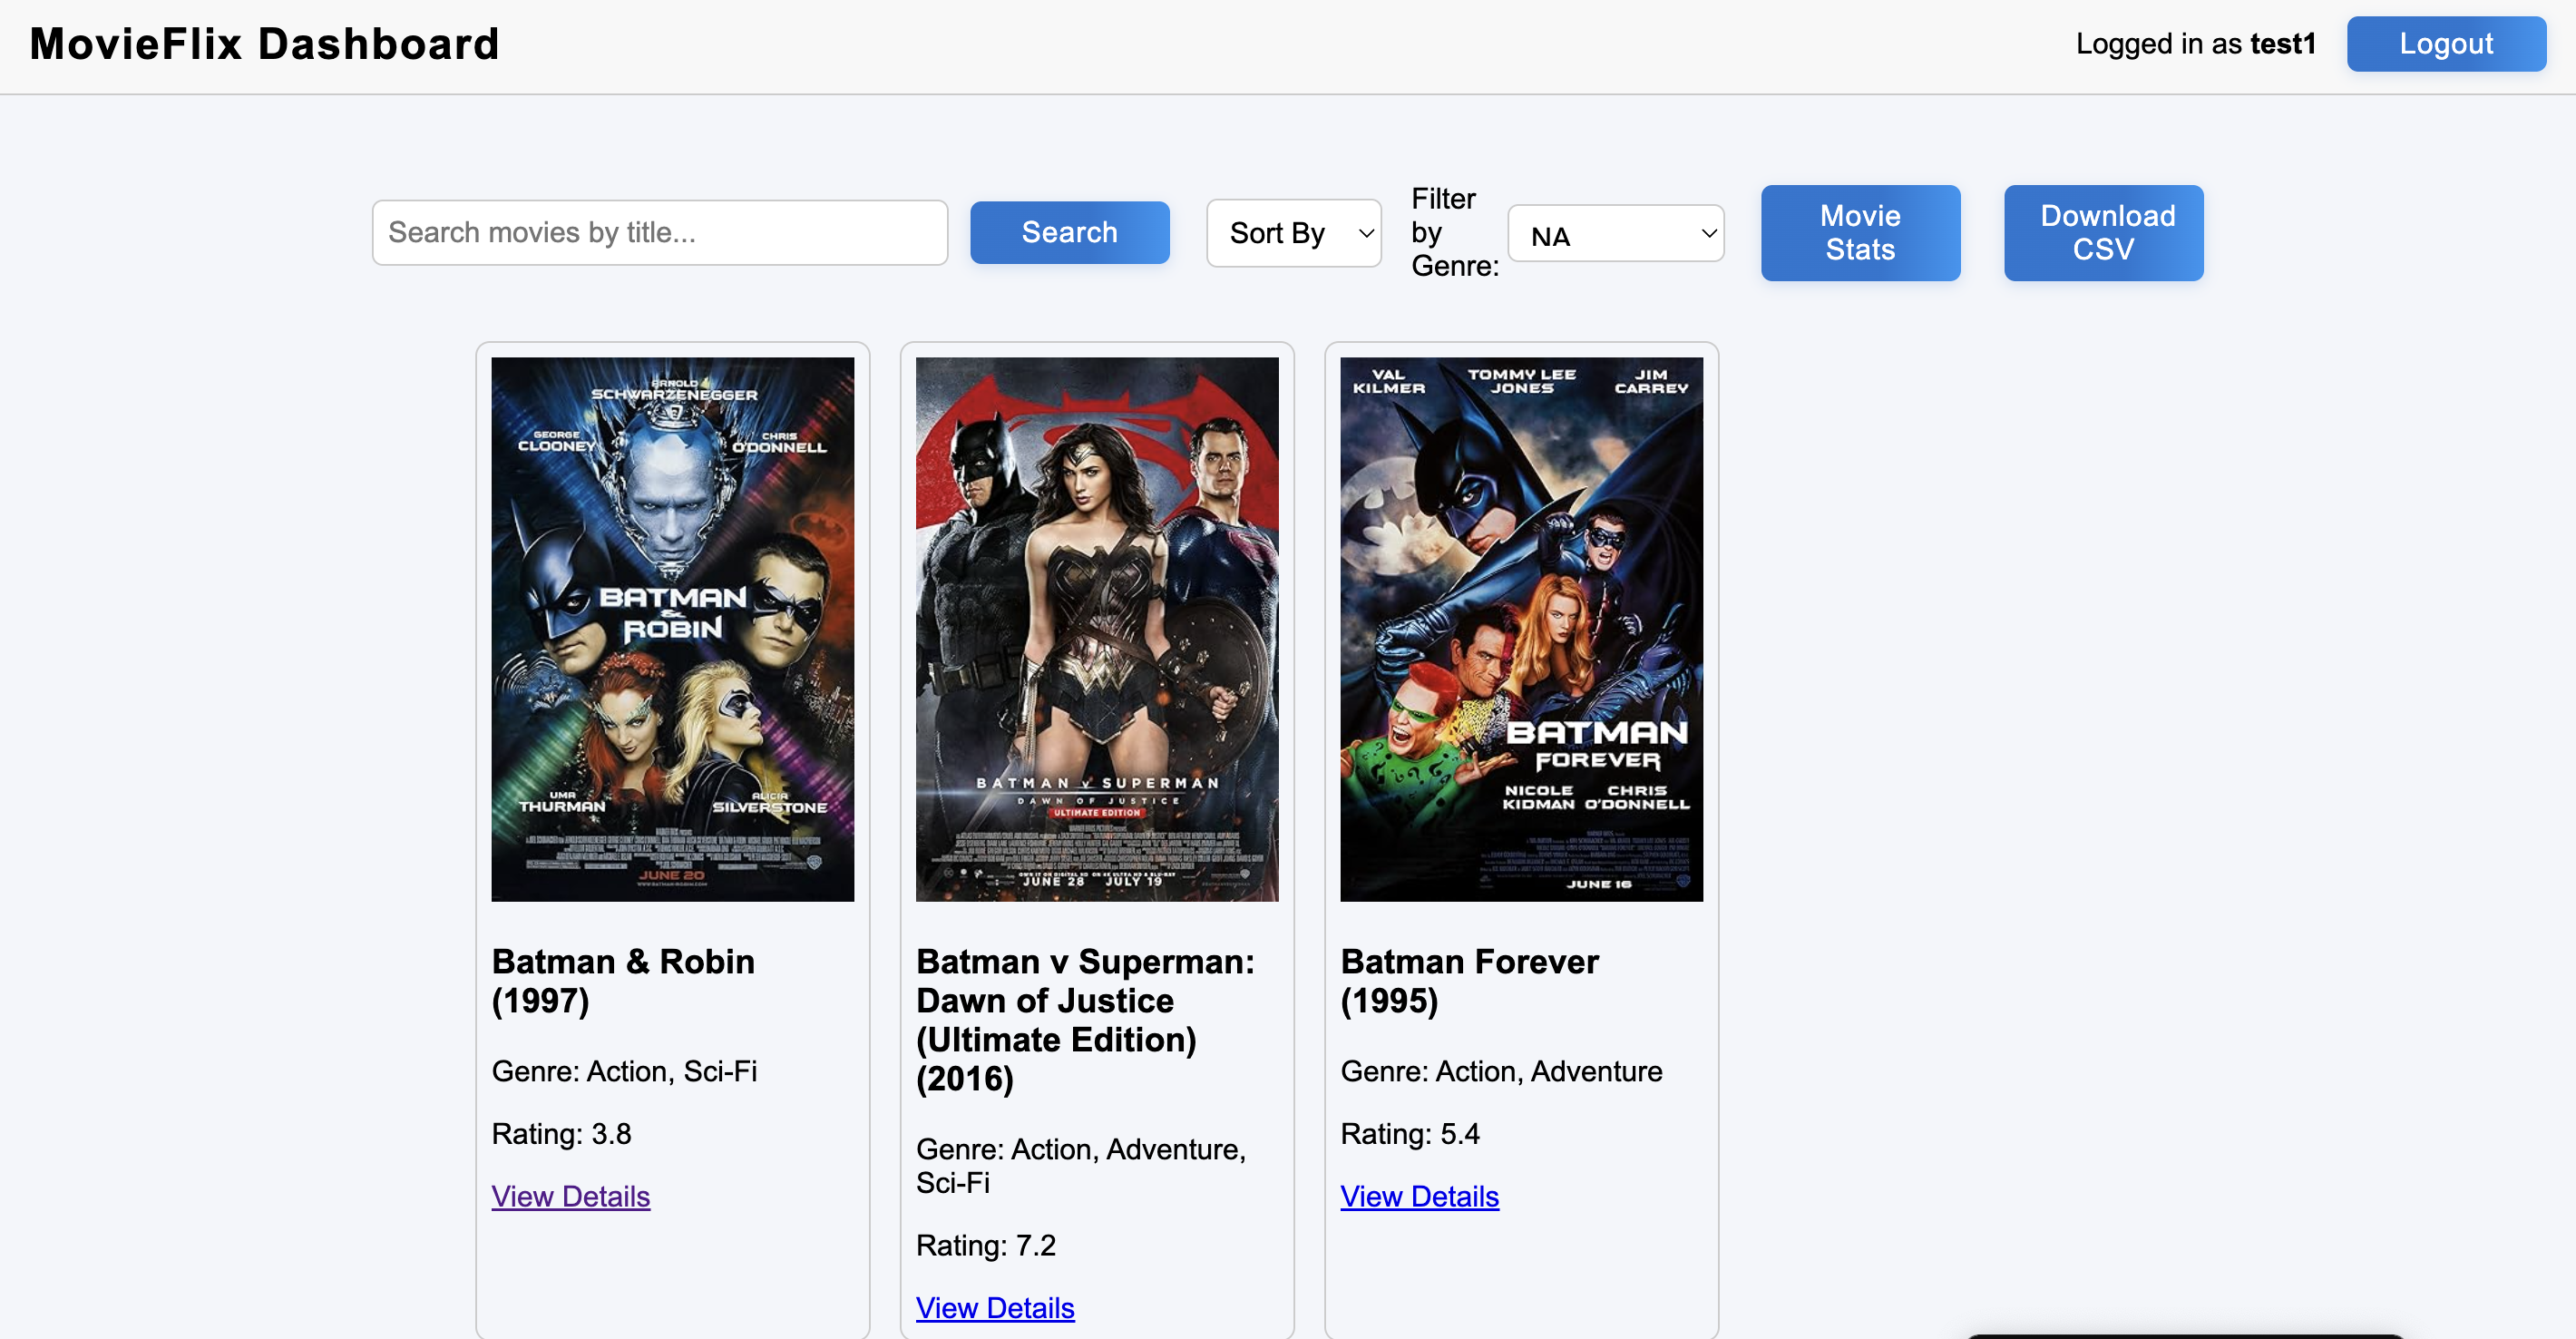 MovieFlix Dashboard
Logged in as test1
Logout
Search movies by title...
Search
Sort By
Filter
by
Genre:
NA
Movie
Stats
Download
CSV
ARNOLD
SCHWARZENEGGER
GEORGE
CLOONEY
CHRIS
O'DONNELL
BATMAN
&
ROBIN
UMA
THURMAN
ALICIA
SILVERSTONE
JUNE 20
BATMAN v SUPERMAN
DAWN OF JUSTICE
ULTIMATE EDITION
JUNE 28 JULY 19
VAL
KILMER
TOMMY LEE
JONES
JIM
CARREY
BATMAN
FOREVER
NICOLE
KIDMAN
CHRIS
O'DONNELL
JUNE 16
Batman & Robin
(1997)
Genre: Action, Sci-Fi
Rating: 3.8
View Details
Batman v Superman:
Dawn of Justice
(Ultimate Edition)
(2016)
Genre: Action, Adventure,
Sci-Fi
Rating: 7.2
View Details
Batman Forever
(1995)
Genre: Action, Adventure
Rating: 5.4
View Details